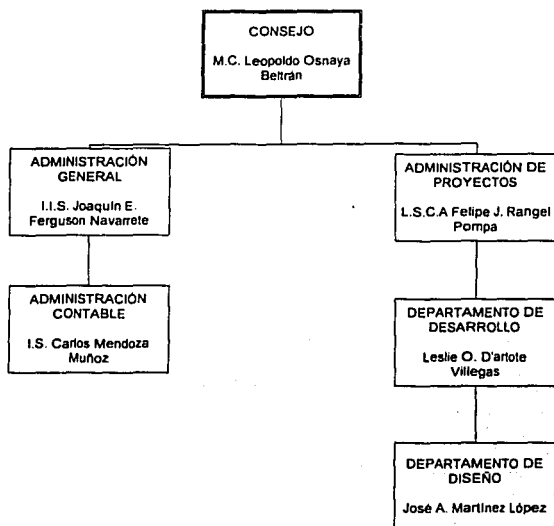 CONSEJO
M.C. Leopoldo Osnaya
Beltrán
ADMINISTRACIÓN
GENERAL
I.I.S. Joaquín E.
Ferguson Navarrete
ADMINISTRACIÓN DE
PROYECTOS
L.S.C.A Felipe J. Rangel
Pompa
ADMINISTRACIÓN
CONTABLE
I.S. Carlos Mendoza
Muñoz
DEPARTAMENTO DE
DESARROLLO
Leslie O. D'artote
Villegas
DEPARTAMENTO DE
DISEÑO
José A. Martínez López